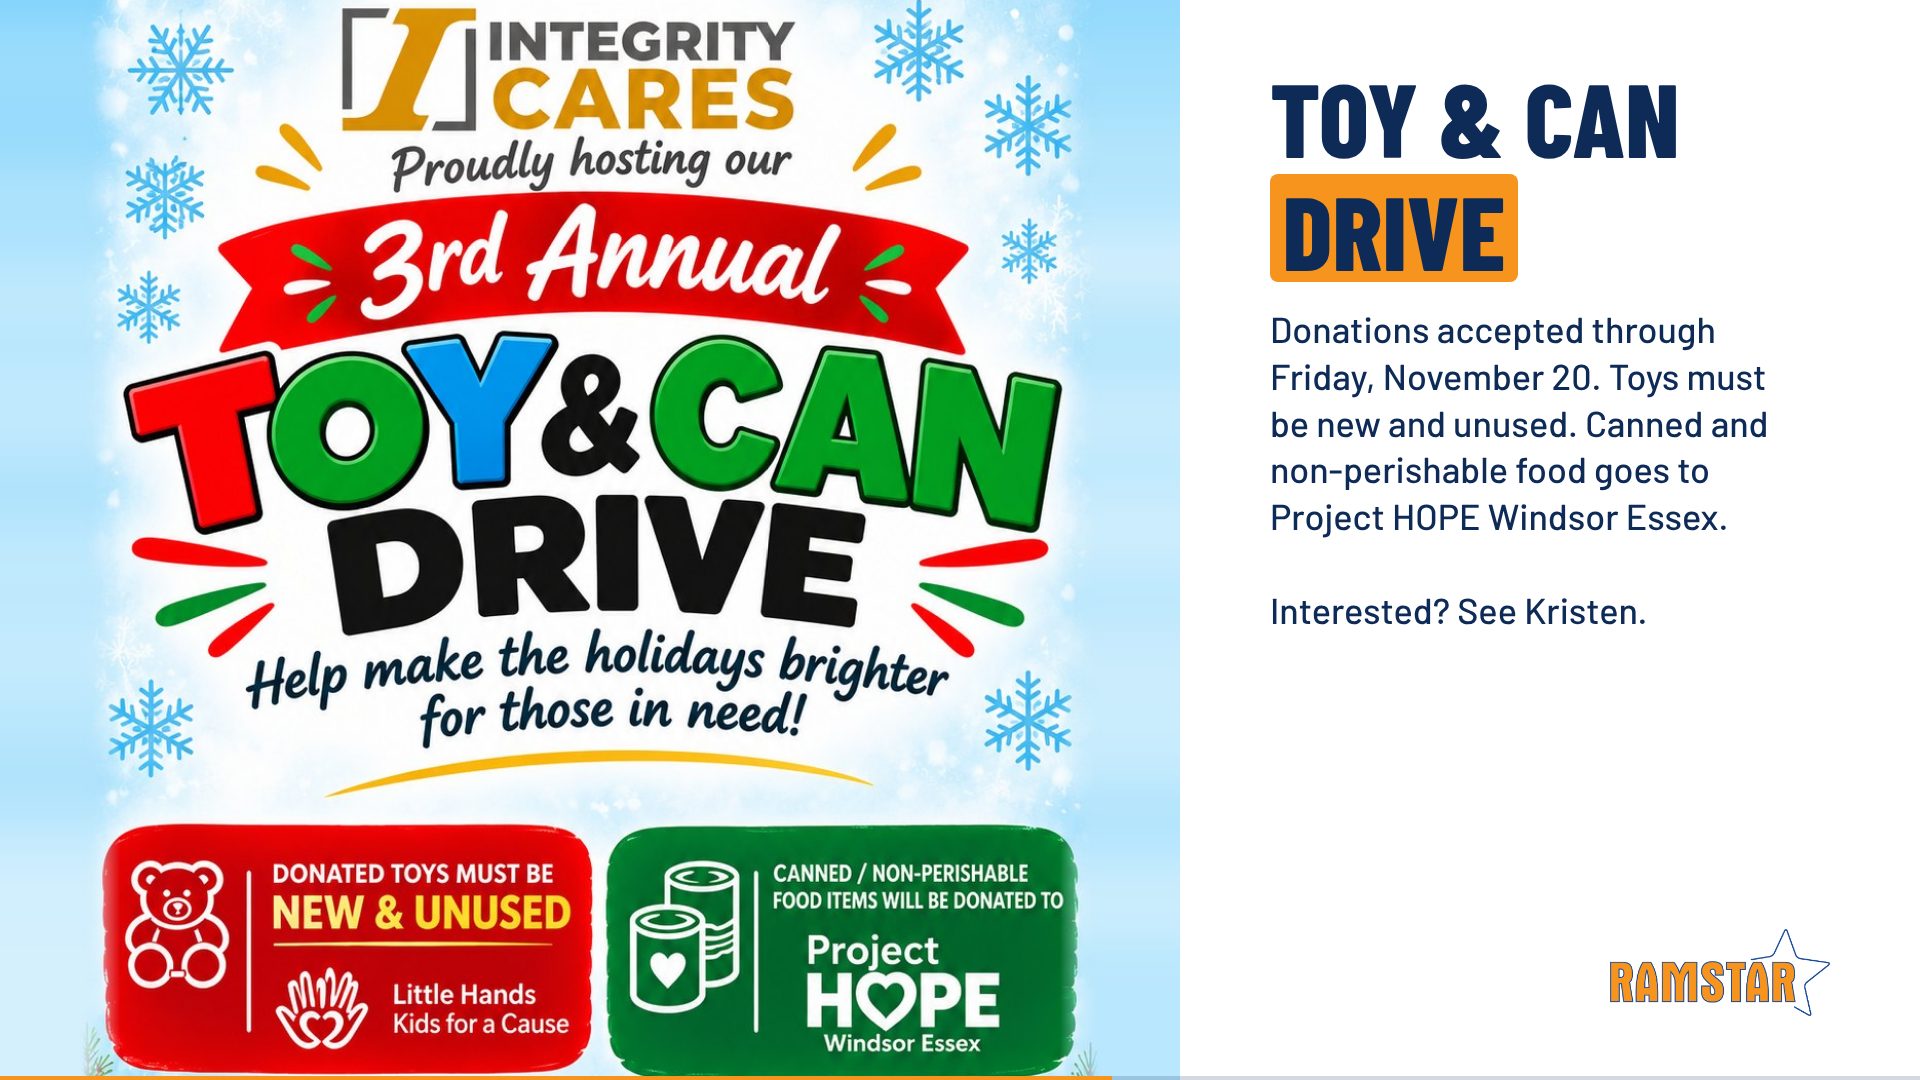 INTEGRITY
CARES
Proudly hosting our
3rd Annual
TOY & CAN
DRIVE
Help make the holidays brighter
for those in need!
DONATED TOYS MUST BE
NEW & UNUSED
Little Hands
Kids for a Cause
CANNED / NON-PERISHABLE
FOOD ITEMS WILL BE DONATED TO
Project
HOPE
Windsor Essex
TOY & CAN
DRIVE
Donations accepted through
Friday, November 20. Toys must
be new and unused. Canned and
non-perishable food goes to
Project HOPE Windsor Essex.
Interested? See Kristen.
RAMSTAR